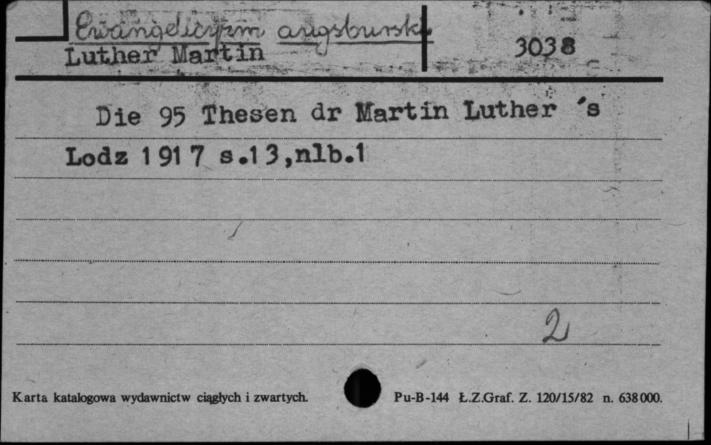 Ewangelicyzm augsburski
Luther Martin 3038
Die 95 Thesen dr Martin Luther 's
Lodz 1917 s.13,nlb.1
2
Karta katalogowa wydawnictw ciągłych i zwartych. Pu-B-144 Ł.Z.Graf. Z. 120/15/82 n. 638000.